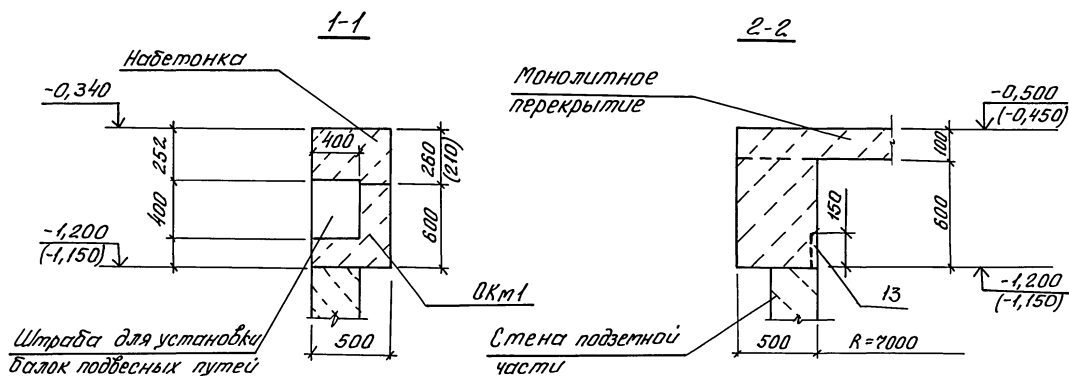 1-1
Набетонка
-0,340
252
400
400
260
(210)
600
-1,200
(-1,150)
ОКм1
Штраба для установки
балок подвесных путей
500
2-2
Монолитное
перекрытие
-0,500
(-0,450)
100
150
600
-1,200
(-1,150)
13
Стена подземной
части
500
R=7000